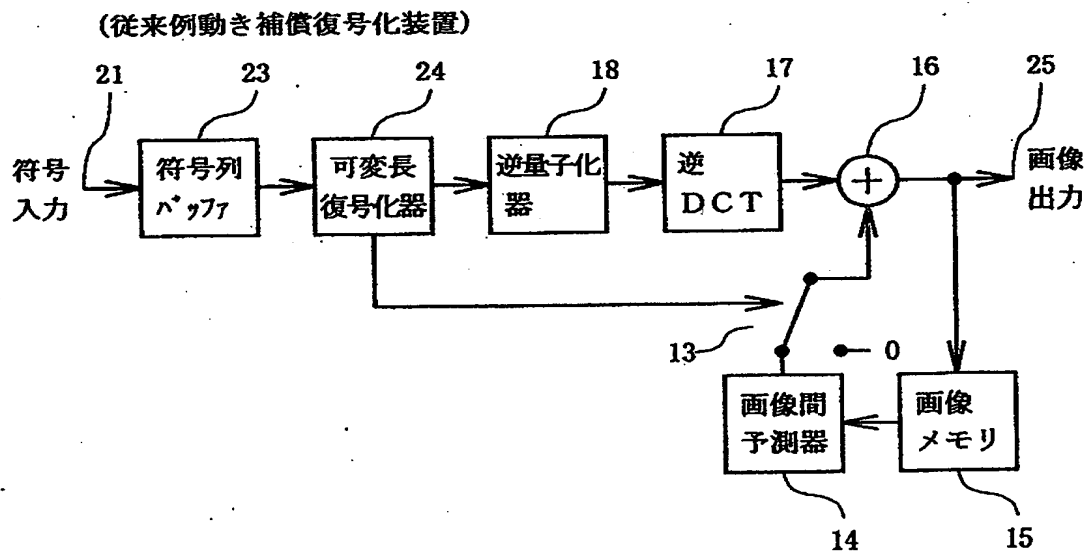 (従来例動き補償復号化装置)
21
23
24
18
17
16
25
符号
入力
符号列
バッファ
可変長
復号化器
逆量子化
器
逆
DCT
+
画像
出力
13
0
画像間
予測器
画像
メモリ
14
15